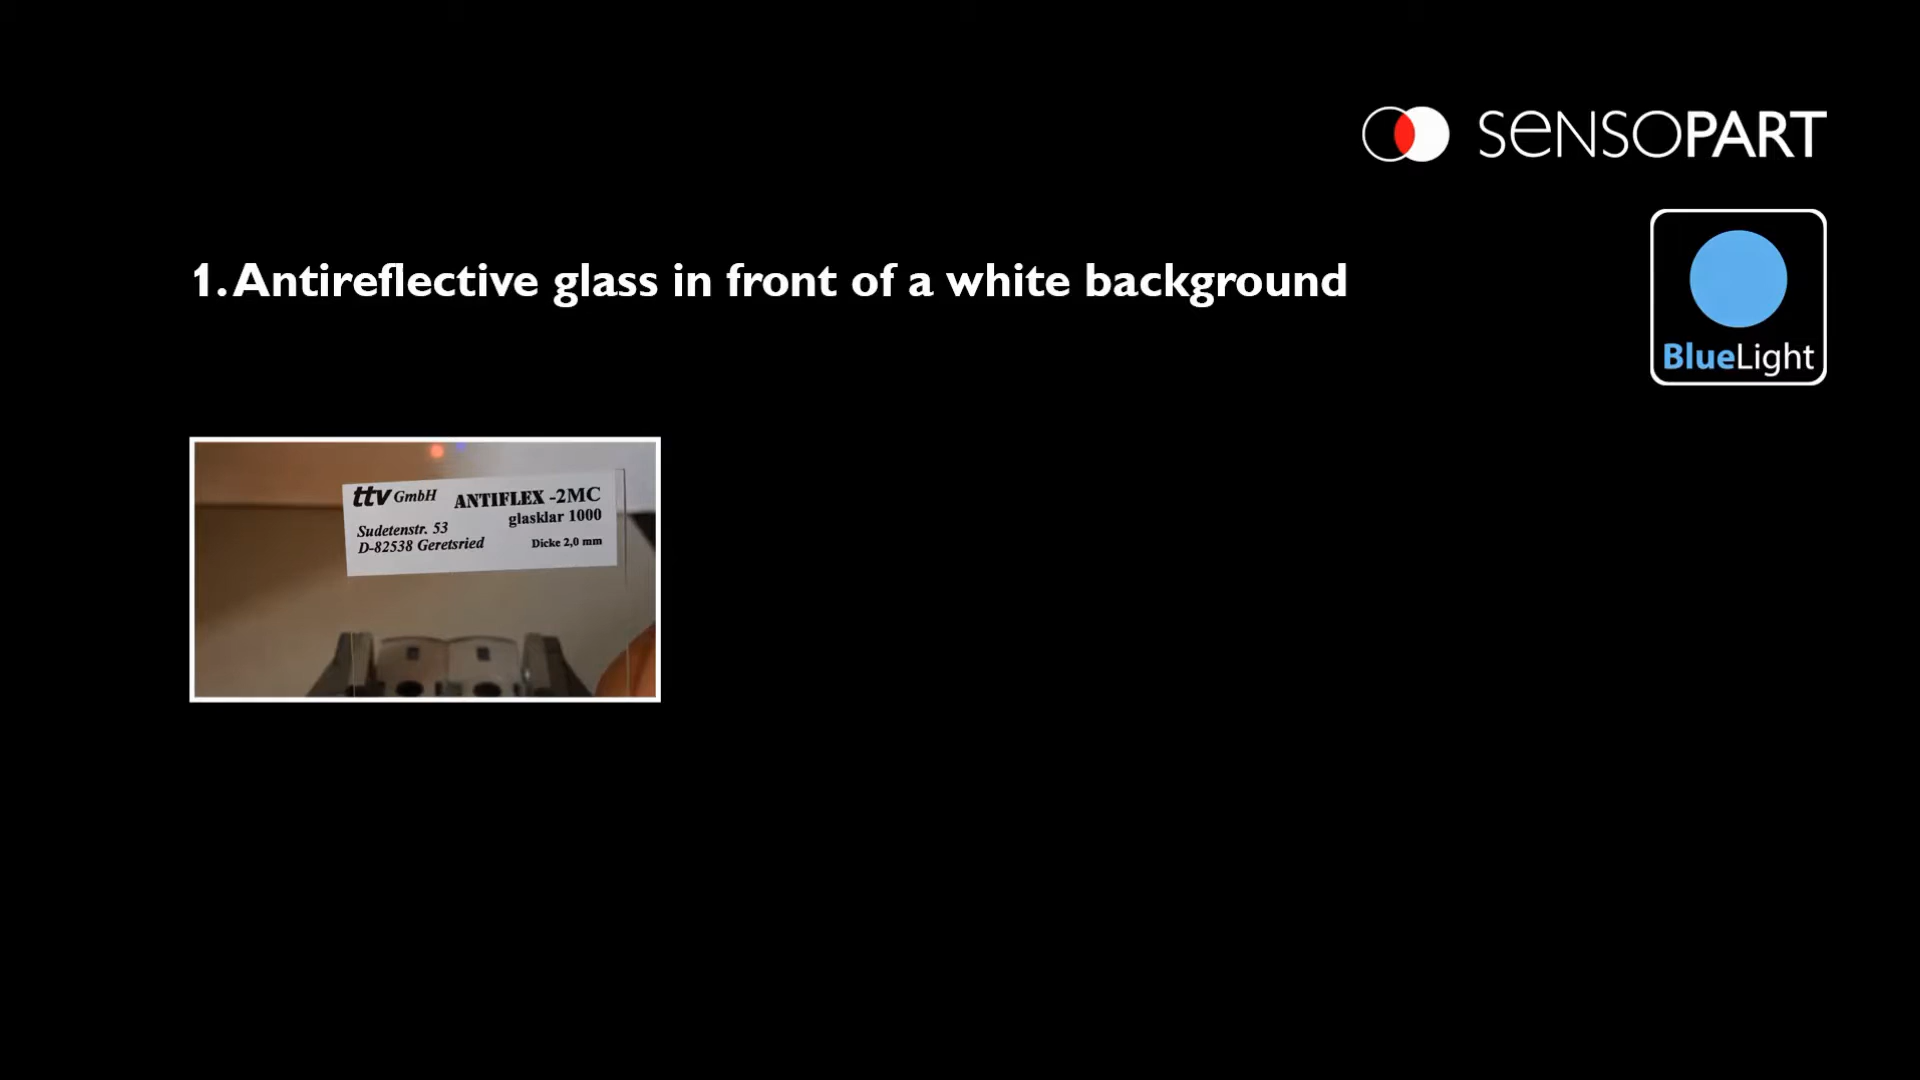 SENSOPART
1. Antireflective glass in front of a white background
BlueLight
ttv GmbH
ANTIFLEX -2MC
glasklar 1000
Sudetenstr. 53
D-82538 Geretsried
Dicke 2,0 mm